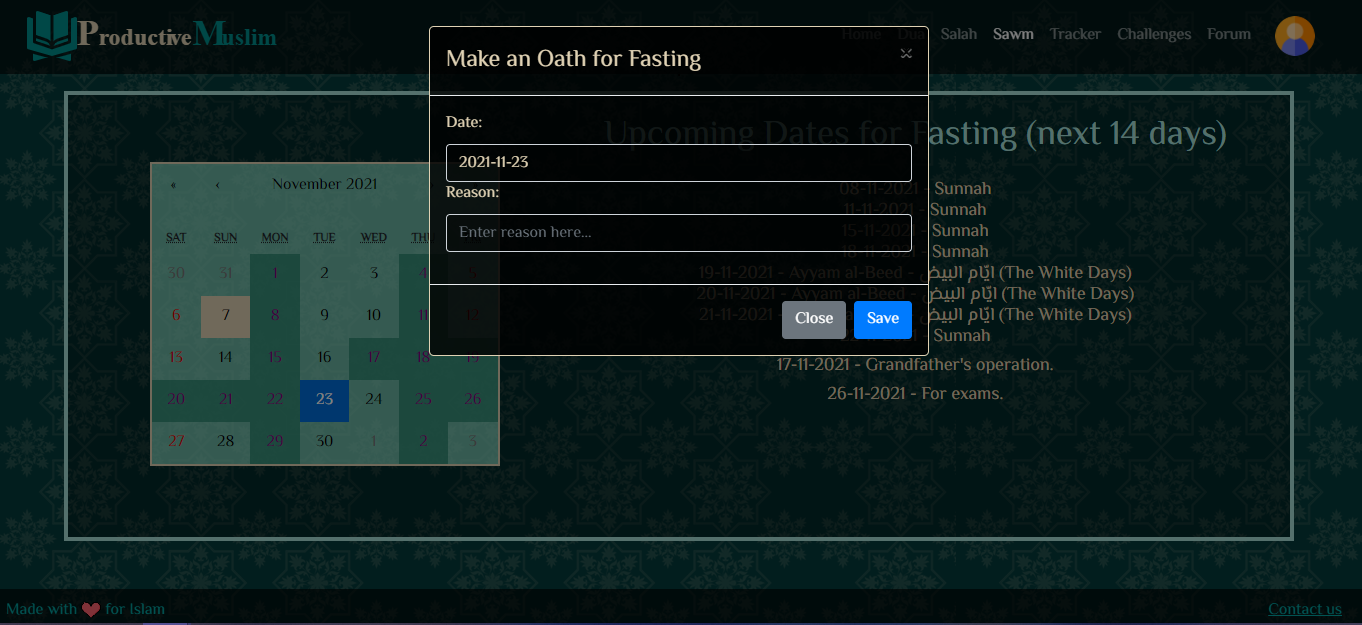 ProductiveMuslim
Home Dua Salah Sawm Tracker Challenges Forum
Make an Oath for Fasting
Date:
2021-11-23
Reason:
Enter reason here...
Close Save
« ‹ November 2021
SAT SUN MON TUE WED
30 31 1 2 3 4 5
6 7 8 9 10 11 12
13 14 15 16 17 18 19
20 21 22 23 24 25 26
27 28 29 30 1 2 3
Upcoming Dates for Fasting (next 14 days)
08-11-2021 - Sunnah
11-11-2021 - Sunnah
15-11-2021 - Sunnah
18-11-2021 - Sunnah
19-11-2021 - Ayyam al-Beed - ايّام البيض (The White Days)
20-11-2021 - Ayyam al-Beed - ايّام البيض (The White Days)
21-11-2021 - ايّام البيض (The White Days)
Sunnah
17-11-2021 - Grandfather's operation.
26-11-2021 - For exams.
Made with ❤ for Islam
Contact us